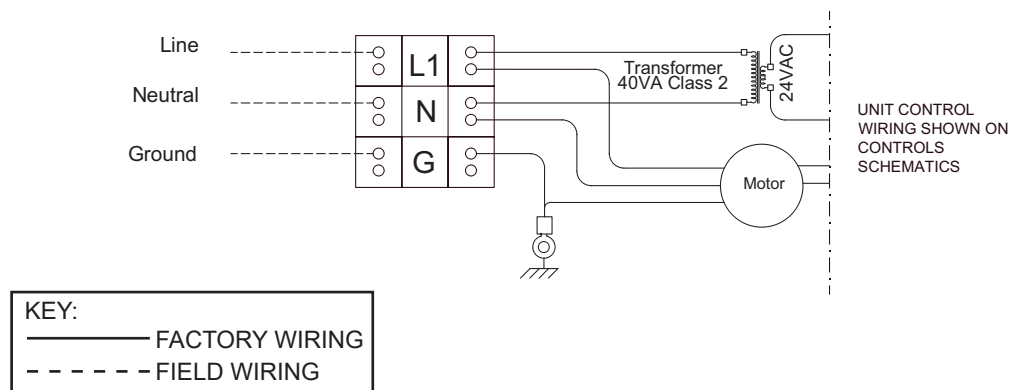 Line
L1
Transformer
40VA Class 2
24VAC
Neutral
N
UNIT CONTROL
WIRING SHOWN ON
CONTROLS
SCHEMATICS
Ground
G
Motor
KEY:
FACTORY WIRING
FIELD WIRING